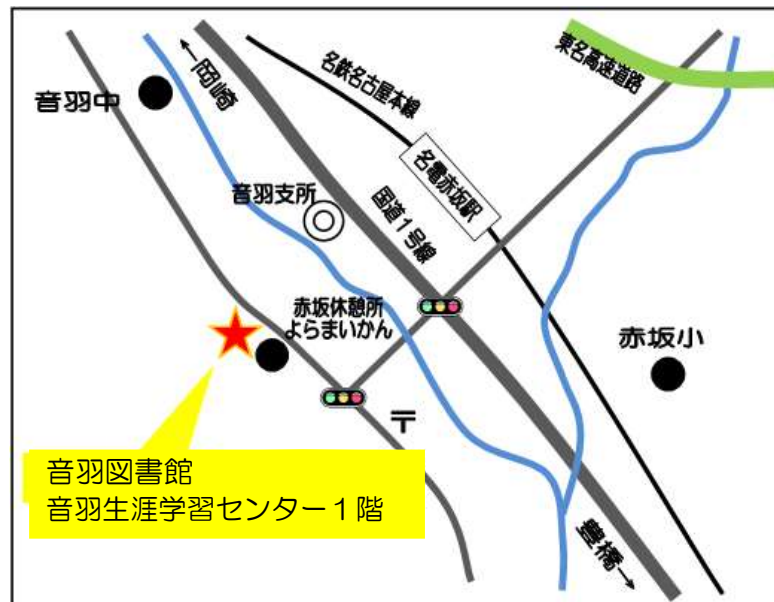 東名高速道路
←岡崎
名鉄名古屋本線
音羽中
名電赤坂駅
音羽支所
国道1号線
赤坂休憩所
よらまいかん
赤坂小
〒
音羽図書館
音羽生涯学習センター１階
豊橋→